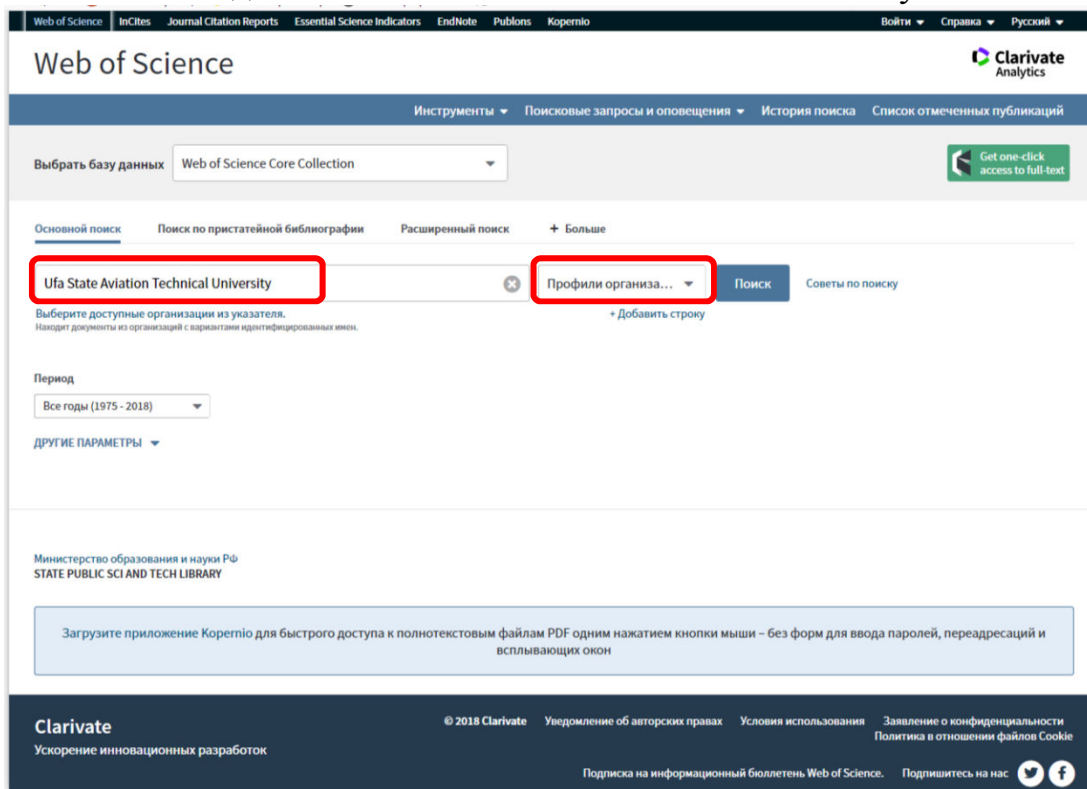 Web of Science InCites Journal Citation Reports Essential Science Indicators EndNote Publons Kopernio Войти Справка Русский
Web of Science
Clarivate
Analytics
Инструменты Поисковые запросы и оповещения История поиска Список отмеченных публикаций
Выбрать базу данных Web of Science Core Collection
Get one-click
access to full-text
Основной поиск Поиск по пристатейной библиографии Расширенный поиск + Больше
Ufa State Aviation Technical University Профили организа... Поиск Советы по поиску
Выберите доступные организации из указателя. + Добавить строку
Находит документы из организаций с вариантами идентифицированных имен.
Период
Все годы (1975 - 2018)
ДРУГИЕ ПАРАМЕТРЫ
Министерство образования и науки РФ
STATE PUBLIC SCI AND TECH LIBRARY
Загрузите приложение Kopernio для быстрого доступа к полнотекстовым файлам PDF одним нажатием кнопки мыши – без форм для ввода паролей, переадресаций и
всплывающих окон
Clarivate
Ускорение инновационных разработок
© 2018 Clarivate Уведомление об авторских правах Условия использования Заявление о конфиденциальности
Политика в отношении файлов Cookie
Подписка на информационный бюллетень Web of Science. Подпишитесь на нас